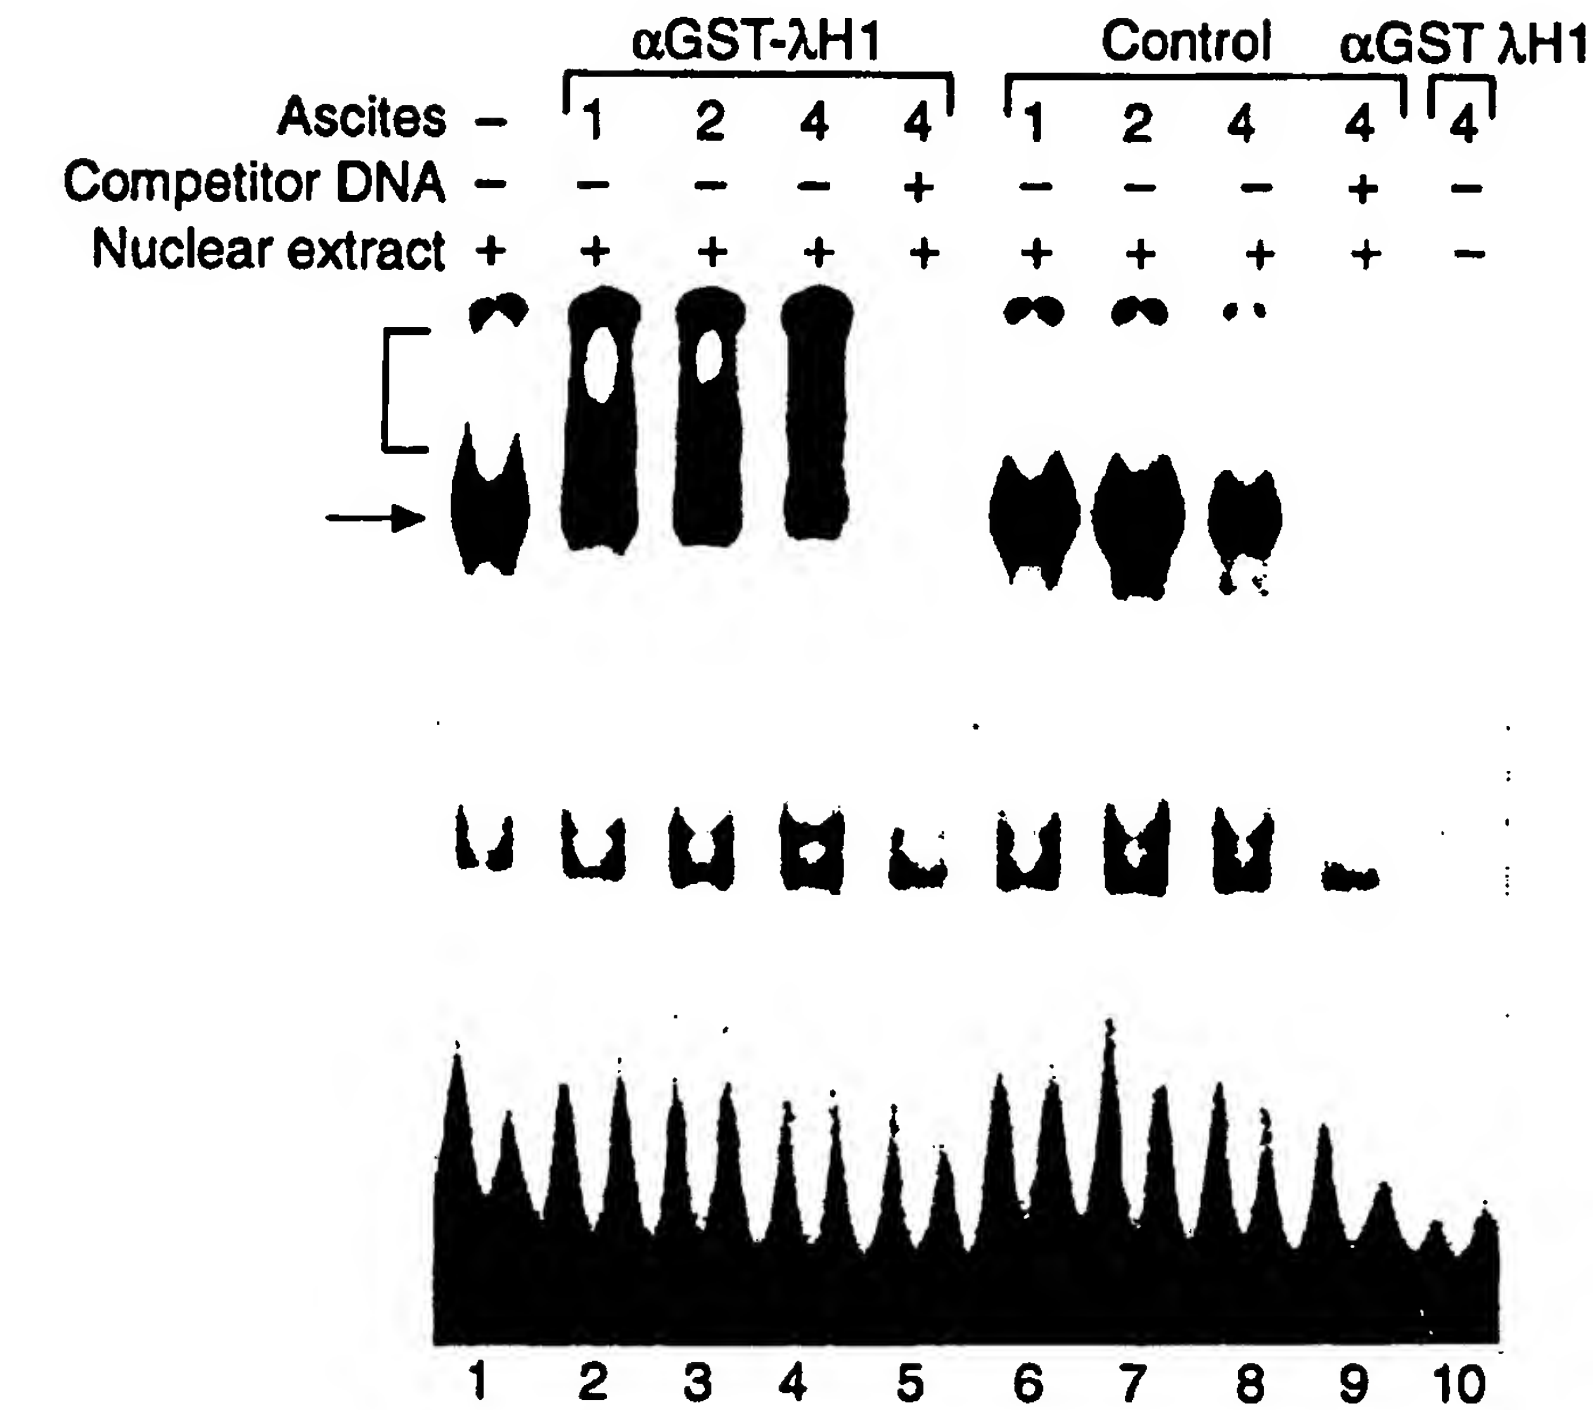 αGST-λH1 Control αGST λH1
Ascites – 1 2 4 4 1 2 4 4 4
Competitor DNA – – – – + – – – + –
Nuclear extract + + + + + + + + + –
1 2 3 4 5 6 7 8 9 10